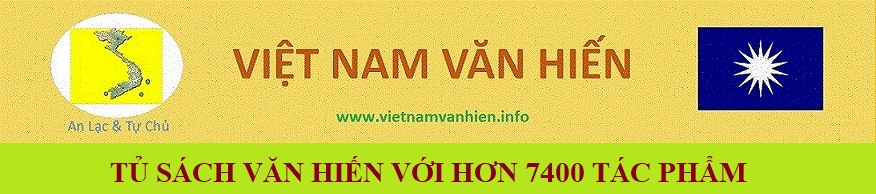 VIỆT NAM VĂN HIẾN
www.vietnamvanhien.info
An Lạc & Tự Chủ
TỦ SÁCH VĂN HIẾN VỚI HƠN 7400 TÁC PHẨM